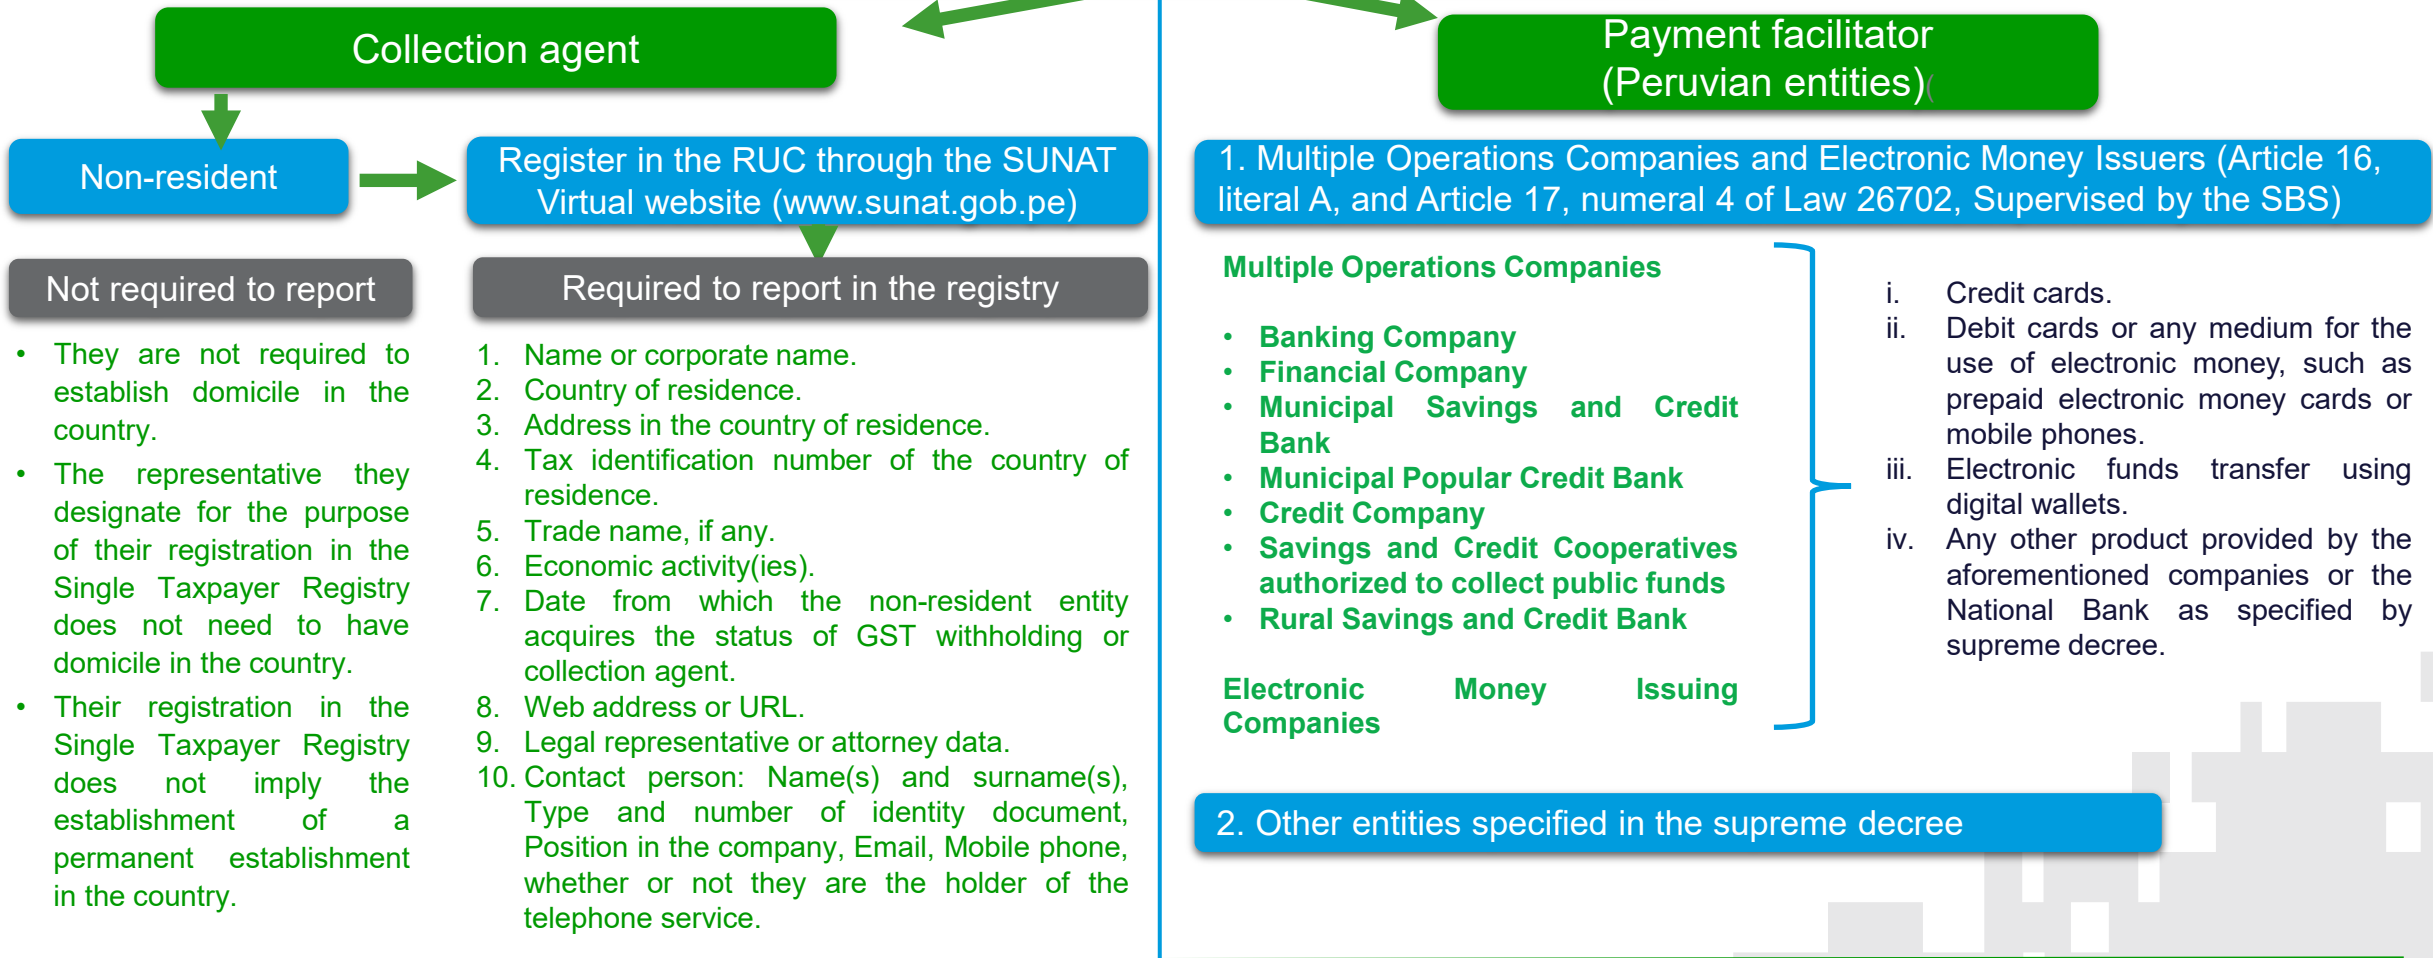 Collection agent
Non-resident
Register in the RUC through the SUNAT
Virtual website (www.sunat.gob.pe)
Not required to report
• They are not required to
establish domicile in the
country.
• The representative they
designate for the purpose
of their registration in the
Single Taxpayer Registry
does not need to have
domicile in the country.
• Their registration in the
Single Taxpayer Registry
does not imply the
establishment of a
permanent establishment
in the country.
Required to report in the registry
1. Name or corporate name.
2. Country of residence.
3. Address in the country of residence.
4. Tax identification number of the country of
residence.
5. Trade name, if any.
6. Economic activity(ies).
7. Date from which the non-resident entity
acquires the status of GST withholding or
collection agent.
8. Web address or URL.
9. Legal representative or attorney data.
10. Contact person: Name(s) and surname(s),
Type and number of identity document,
Position in the company, Email, Mobile phone,
whether or not they are the holder of the
telephone service.
Payment facilitator
(Peruvian entities)(
1. Multiple Operations Companies and Electronic Money Issuers (Article 16,
literal A, and Article 17, numeral 4 of Law 26702, Supervised by the SBS)
Multiple Operations Companies
• Banking Company
• Financial Company
• Municipal Savings and Credit
Bank
• Municipal Popular Credit Bank
• Credit Company
• Savings and Credit Cooperatives
authorized to collect public funds
• Rural Savings and Credit Bank
Electronic Money Issuing
Companies
i. Credit cards.
ii. Debit cards or any medium for the
use of electronic money, such as
prepaid electronic money cards or
mobile phones.
iii. Electronic funds transfer using
digital wallets.
iv. Any other product provided by the
aforementioned companies or the
National Bank as specified by
supreme decree.
2. Other entities specified in the supreme decree